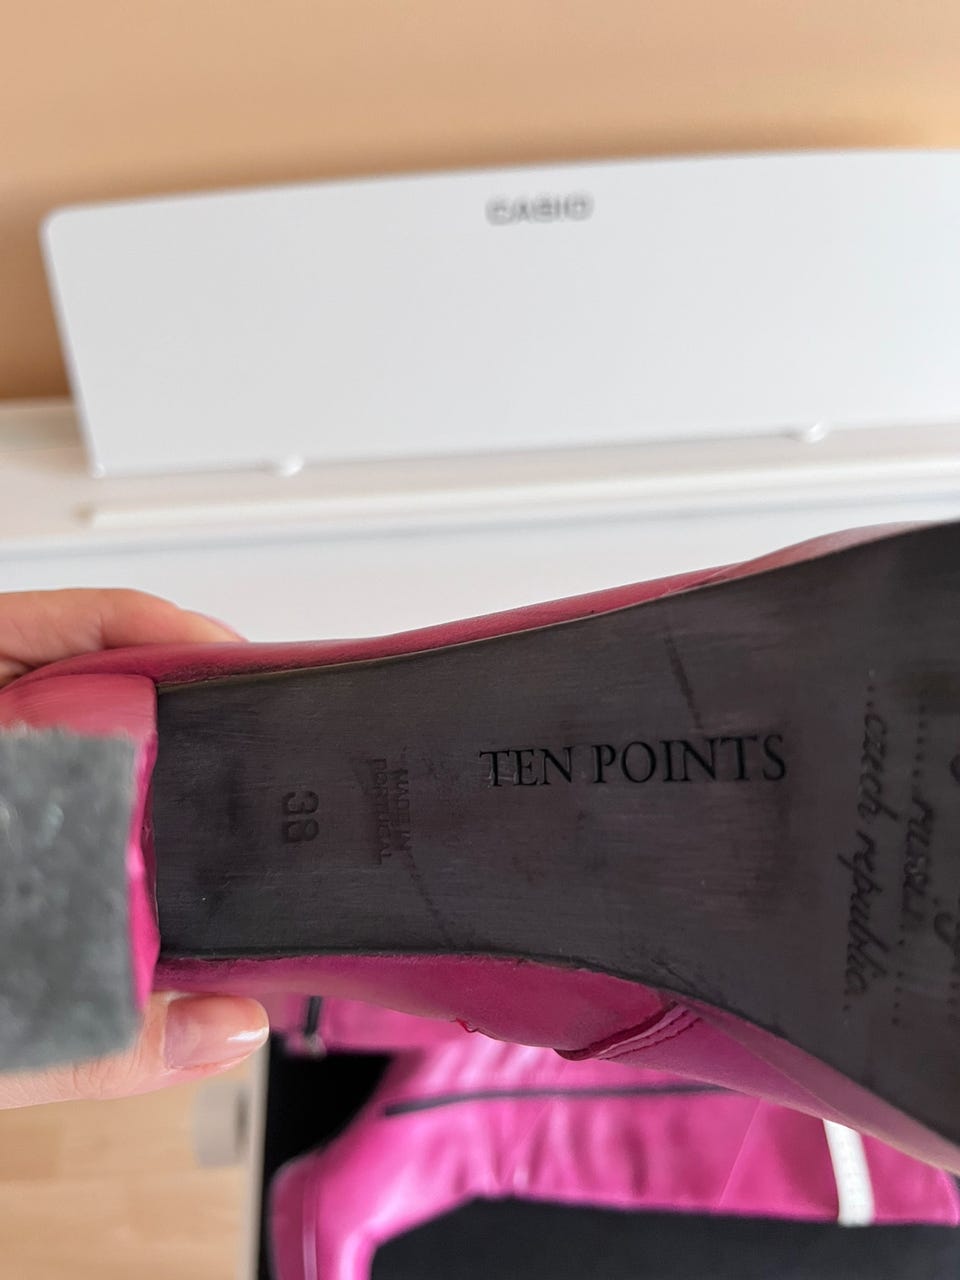 CASIO
TEN POINTS
MADE IN
PORTUGAL
38
...czech republic